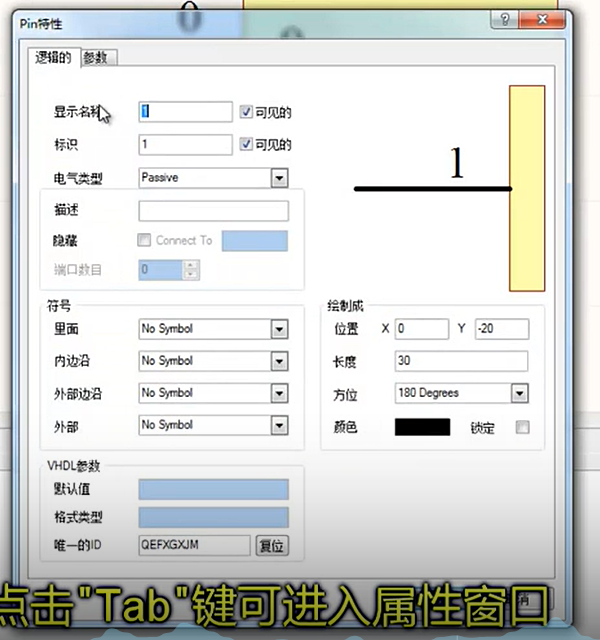 Pin特性
逻辑的 参数
显示名称 1 可见的
标识 1 可见的
电气类型 Passive
描述
隐藏 Connect To
端口数目 0
1
符号
里面 No Symbol
内边沿 No Symbol
外部边沿 No Symbol
外部 No Symbol
绘制成
位置 X 0 Y -20
长度 30
方位 180 Degrees
颜色 锁定
VHDL参数
默认值
格式类型
唯一的ID QEFXGXJM 复位
点击"Tab"键可进入属性窗口